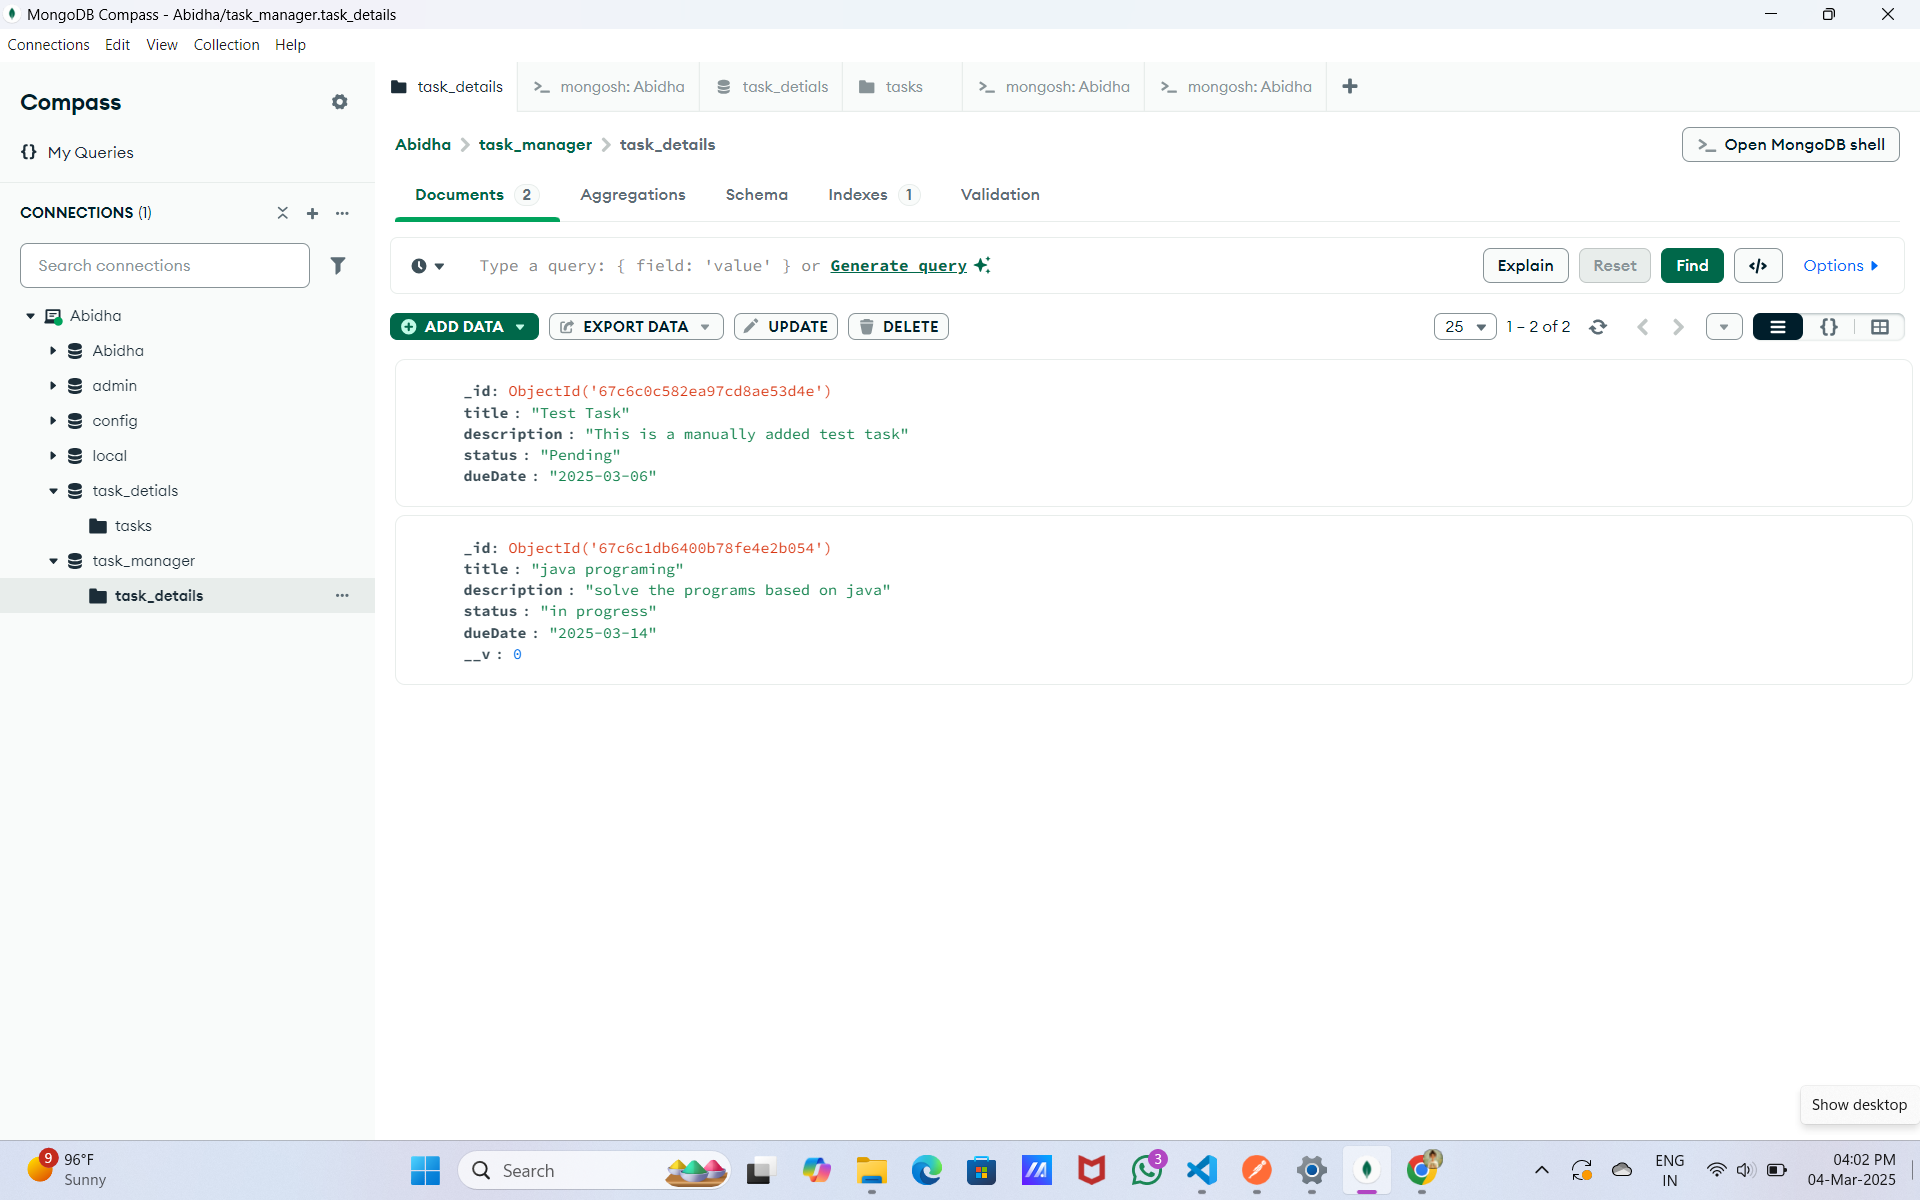 MongoDB Compass - Abidha/task_manager.task_details
Connections Edit View Collection Help
Compass
{} My Queries
CONNECTIONS (1)
Search connections
Abidha
Abidha
admin
config
local
task_detials
tasks
task_manager
task_details
task_details mongosh: Abidha task_detials tasks mongosh: Abidha mongosh: Abidha
Abidha task_manager task_details
>_ Open MongoDB shell
Documents 2 Aggregations Schema Indexes 1 Validation
Type a query: { field: 'value' } or Generate query
Explain Reset Find </> Options
ADD DATA EXPORT DATA UPDATE DELETE
25 1 – 2 of 2 {}
_id: ObjectId('67c6c0c582ea97cd8ae53d4e')
title : "Test Task"
description : "This is a manually added test task"
status : "Pending"
dueDate : "2025-03-06"
_id: ObjectId('67c6c1db6400b78fe4e2b054')
title : "java programing"
description : "solve the programs based on java"
status : "in progress"
dueDate : "2025-03-14"
__v : 0
Show desktop
9
96°F
Sunny
Search
3
ENG
IN
04:02 PM
04-Mar-2025